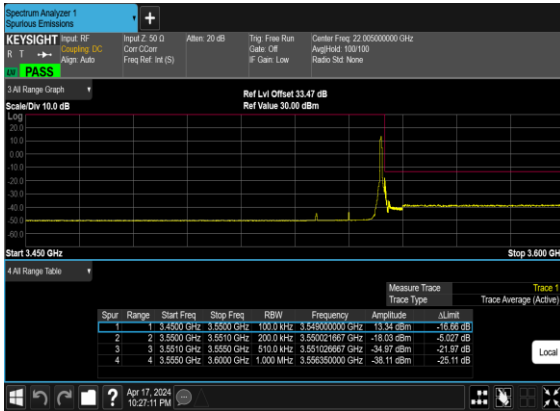 Spectrum Analyzer 1
Spurious Emissions
+
KEYSIGHT Input: RF Input Z: 50 Ω Atten: 20 dB Trig: Free Run Center Freq: 22.005000000 GHz
R T Coupling: DC Corr CCorr Gate: Off Avg|Hold: 100/100
Align: Auto Freq Ref: Int (S) IF Gain: Low Radio Std: None
LXI PASS
3 All Range Graph
Ref Lvl Offset 33.47 dB
Scale/Div 10.0 dB Ref Value 30.00 dBm
Log
20.0
10.0
0.00
-10.0
-20.0
-30.0
-40.0
-50.0
-60.0
Start 3.450 GHz Stop 3.600 GH
4 All Range Table
Measure Trace Trace 1
Trace Type Trace Average (Active)
Spur Range Start Freq Stop Freq RBW Frequency Amplitude ΔLimit
1 1 3.4500 GHz 3.5500 GHz 100.0 kHz 3.549000000 GHz 13.34 dBm -16.66 dB
2 2 3.5500 GHz 3.5510 GHz 200.0 kHz 3.550021667 GHz -18.03 dBm -5.027 dB
3 3 3.5510 GHz 3.5550 GHz 510.0 kHz 3.551026667 GHz -34.97 dBm -21.97 dB
4 4 3.5550 GHz 3.6000 GHz 1.000 MHz 3.556350000 GHz -38.11 dBm -25.11 dB
Local
? Apr 17, 2024
10:27:11 PM